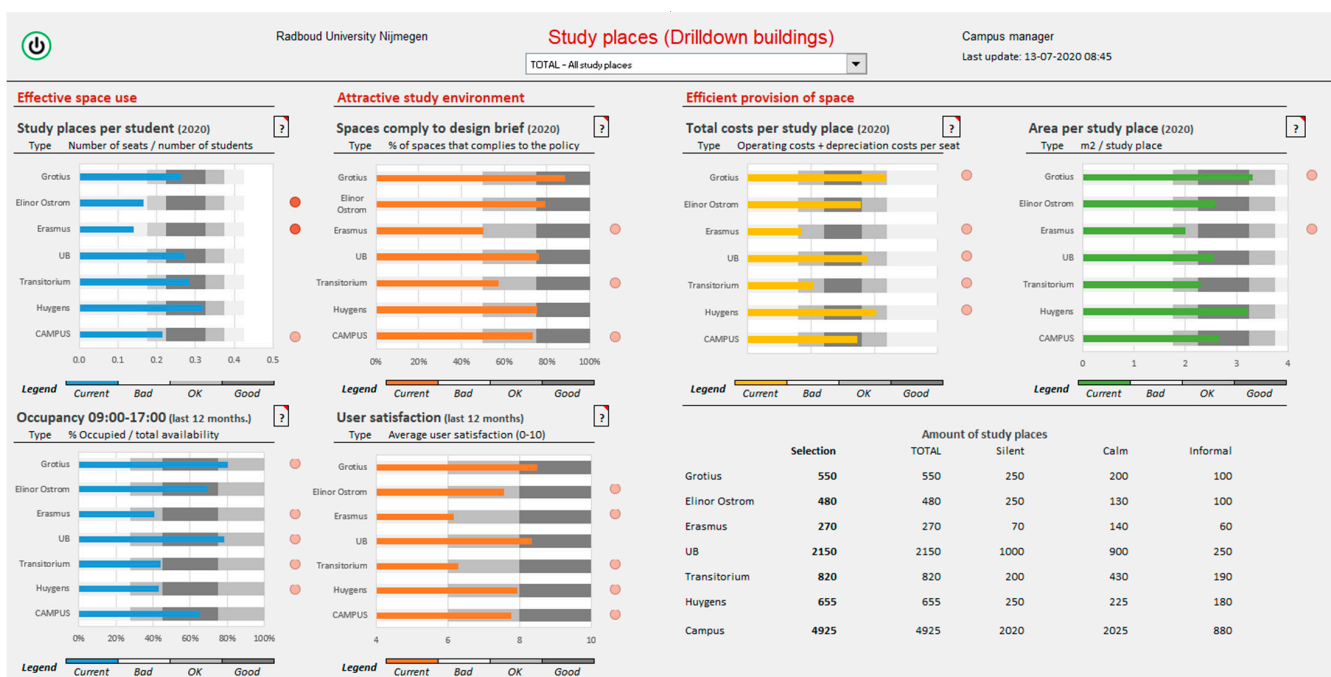 Radboud University Nijmegen
Study places (Drilldown buildings)
Campus manager
TOTAL - All study places
Last update: 13-07-2020 08:45
Effective space use
Attractive study environment
Efficient provision of space
Study places per student (2020)
?
Type Number of seats / number of students
Grotius
Elinor Ostrom
Erasmus
UB
Transitorium
Huygens
CAMPUS
0.0 0.1 0.2 0.3 0.4 0.5
Legend Current Bad OK Good
Spaces comply to design brief (2020)
?
Type % of spaces that complies to the policy
Grotius
Elinor
Ostrom
Erasmus
UB
Transitorium
Huygens
CAMPUS
0% 20% 40% 60% 80% 100%
Legend Current Bad OK Good
Total costs per study place (2020)
?
Type Operating costs + depreciation costs per seat
Grotius
Elinor Ostrom
Erasmus
UB
Transitorium
Huygens
CAMPUS
Legend Current Bad OK Good
Area per study place (2020)
?
Type m2 / study place
Grotius
Elinor Ostrom
Erasmus
UB
Transitorium
Huygens
CAMPUS
0 1 2 3 4
Legend Current Bad OK Good
Occupancy 09:00-17:00 (last 12 months.)
?
Type % Occupied / total availability
Grotius
Elinor Ostrom
Erasmus
UB
Transitorium
Huygens
CAMPUS
0% 20% 40% 60% 80% 100%
Legend Current Bad OK Good
User satisfaction (last 12 months)
?
Type Average user satisfaction (0-10)
Grotius
Elinor Ostrom
Erasmus
UB
Transitorium
Huygens
CAMPUS
4 6 8 10
Legend Current Bad OK Good
Amount of study places
Selection TOTAL Silent Calm Informal
Grotius 550 550 250 200 100
Elinor Ostrom 480 480 250 130 100
Erasmus 270 270 70 140 60
UB 2150 2150 1000 900 250
Transitorium 820 820 200 430 190
Huygens 655 655 250 225 180
Campus 4925 4925 2020 2025 880